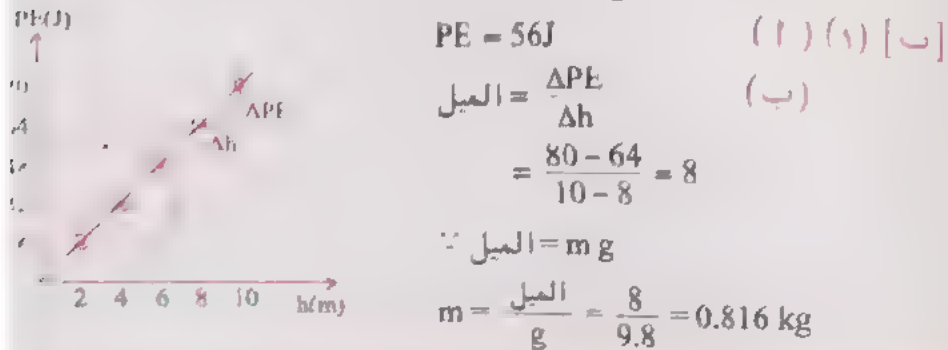 [ب] (١) (أ) PE = 56J
(ب) الميل = ΔPE / Δh
= 80 – 64 / 10 – 8 = 8
∵ الميل = m g
m = الميل / g = 8 / 9.8 = 0.816 kg
PE(J)
ΔPE
Δh
2 4 6 8 10 h(m)